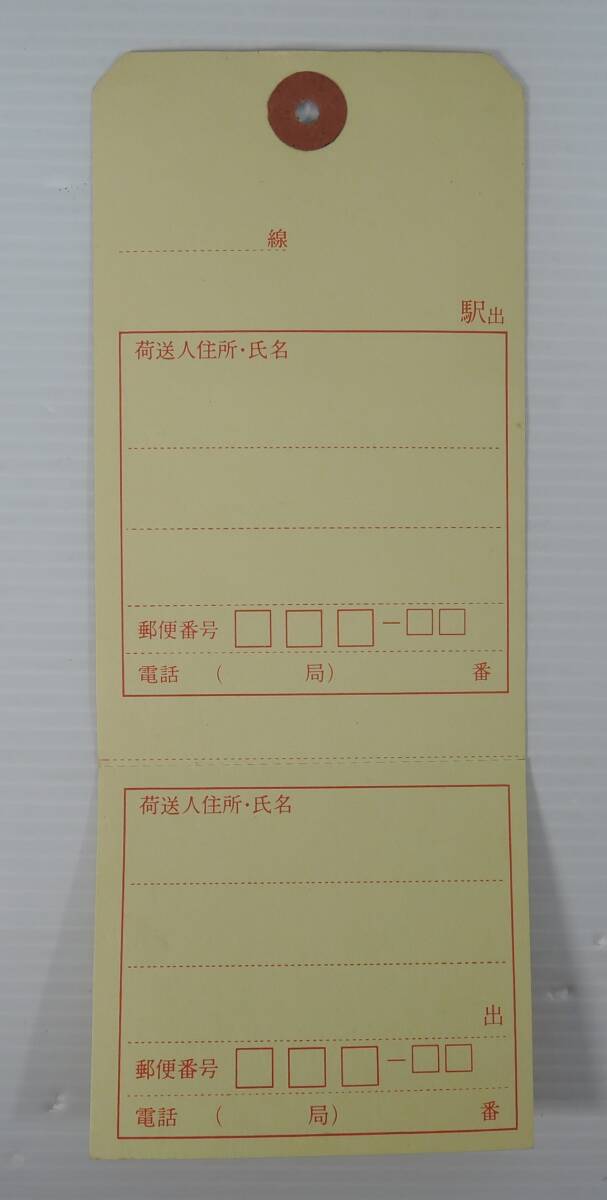 線
駅出
荷送人住所・氏名
郵便番号 □□□-□□
電話 ( 局) 番
荷送人住所・氏名
出
郵便番号 □□□-□□
電話 ( 局) 番